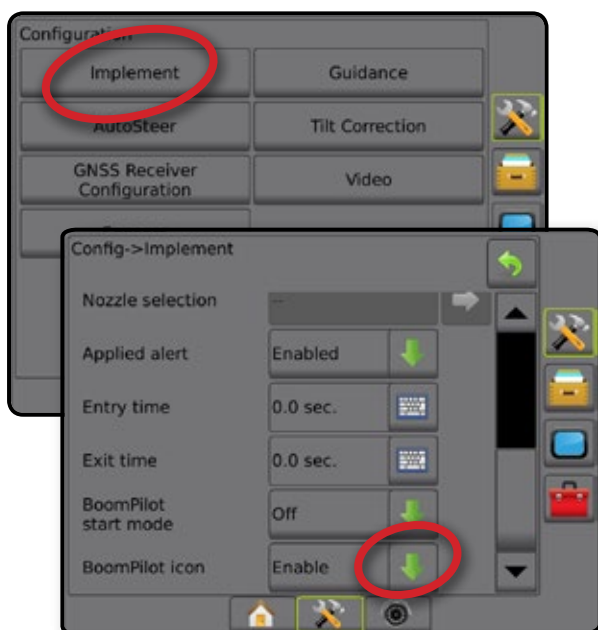 Configuration
Implement
Guidance
AutoSteer
Tilt Correction
GNSS Receiver
Configuration
Video
Config->Implement
Nozzle selection
--
Applied alert
Enabled
Entry time
0.0 sec.
Exit time
0.0 sec.
BoomPilot
start mode
Off
BoomPilot icon
Enable